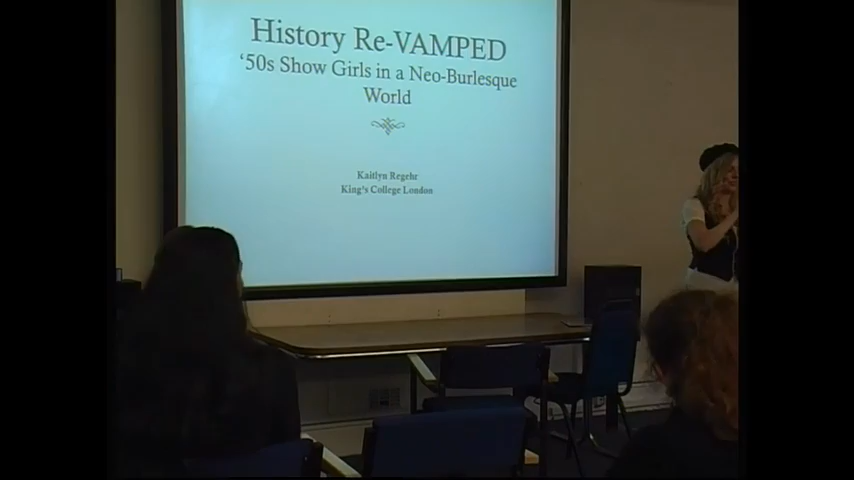 History Re-VAMPED
‘50s Show Girls in a Neo-Burlesque
World
Kaitlyn Regehr
King's College London